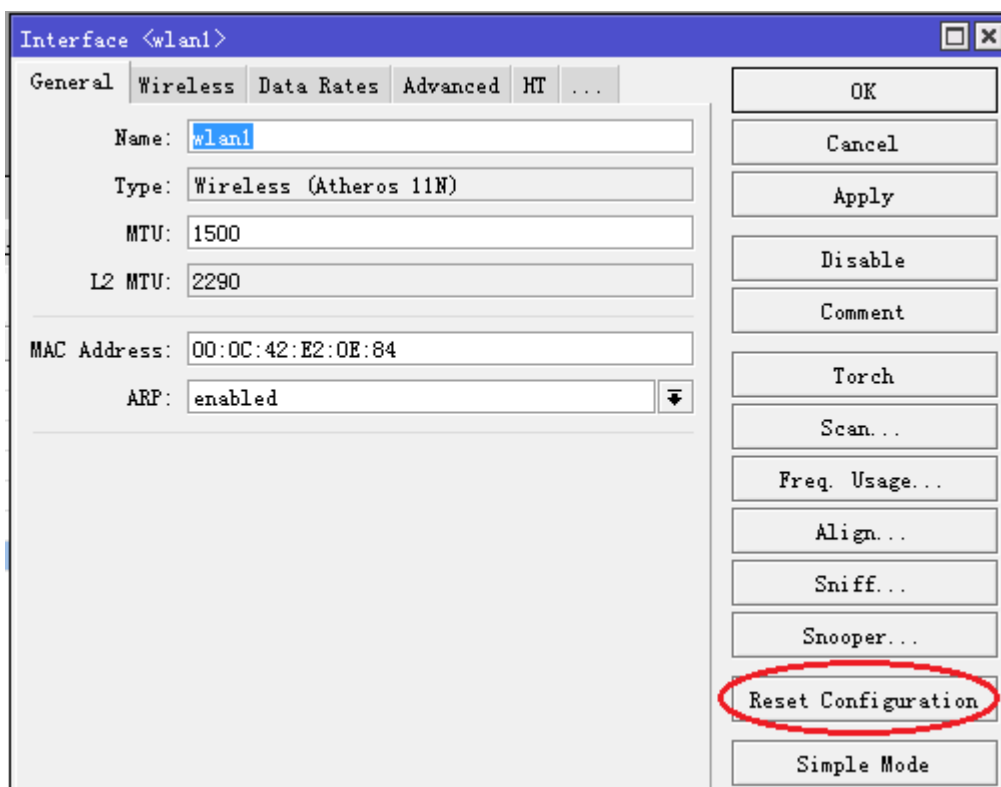 Interface <wlan1>
General Wireless Data Rates Advanced HT ...
Name: wlan1
Type: Wireless (Atheros 11N)
MTU: 1500
L2 MTU: 2290
MAC Address: 00:0C:42:E2:0E:84
ARP: enabled
OK
Cancel
Apply
Disable
Comment
Torch
Scan...
Freq. Usage...
Align...
Sniff...
Snooper...
Reset Configuration
Simple Mode